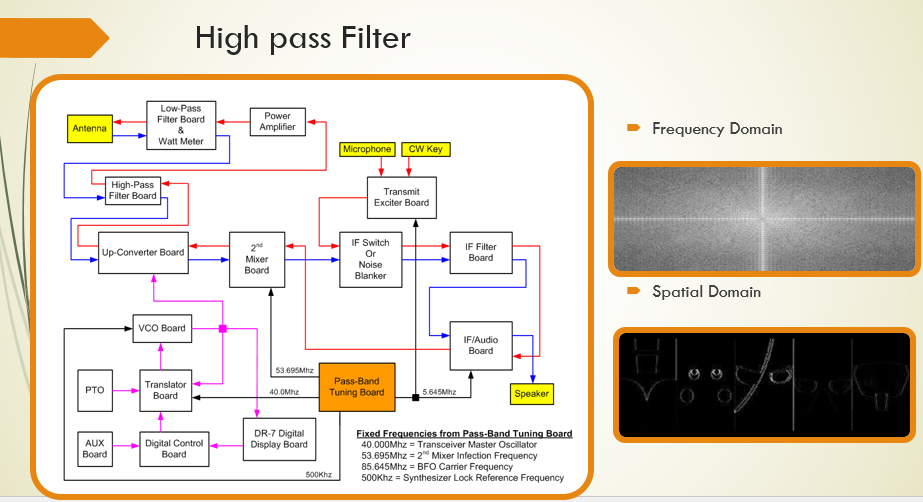 High pass Filter
Low-Pass
Filter Board
&
Watt Meter
Power
Amplifier
Antenna
Microphone
CW Key
High-Pass
Filter Board
Transmit
Exciter Board
Up-Converter Board
2nd
Mixer
Board
IF Switch
Or
Noise
Blanker
IF Filter
Board
VCO Board
IF/Audio
Board
53.695Mhz
PTO
Translator
Board
40.0Mhz
Pass-Band
Tuning Board
5.645Mhz
Speaker
AUX
Board
Digital Control
Board
DR-7 Digital
Display Board
500Khz
Fixed Frequencies from Pass-Band Tuning Board
40.000Mhz = Transceiver Master Oscillator
53.695Mhz = 2nd Mixer Infection Frequency
85.645Mhz = BFO Carrier Frequency
500Khz = Synthesizer Lock Reference Frequency
Frequency Domain
Spatial Domain